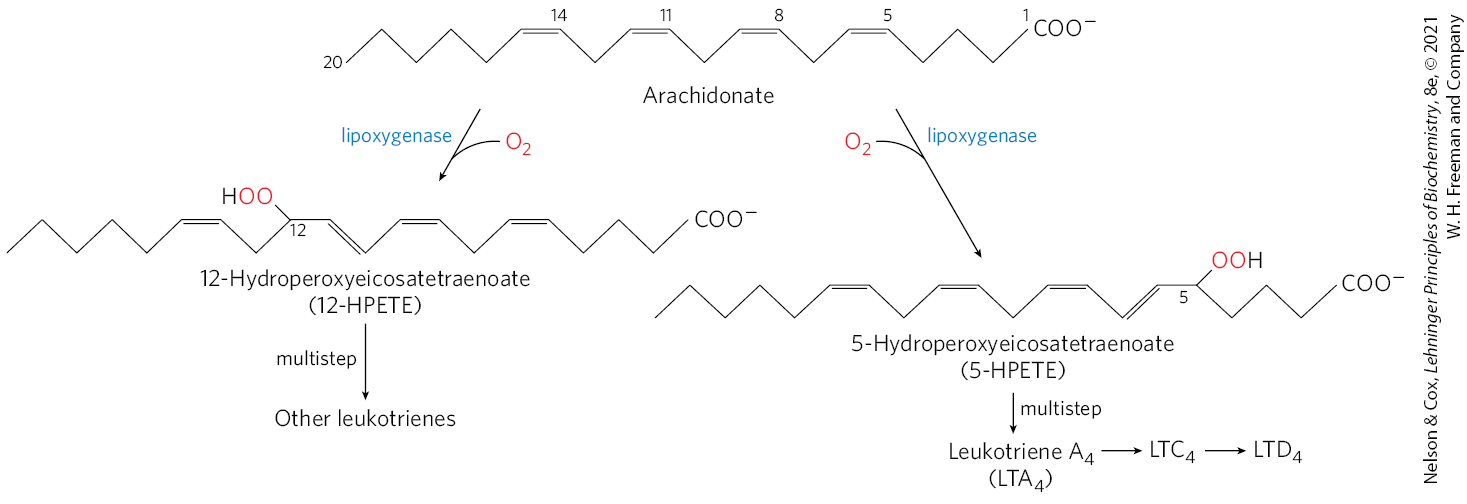 14 11 8 5 1
COO⁻
20
Arachidonate
lipoxygenase O₂
O₂ lipoxygenase
HOO
12
COO⁻
12-Hydroperoxyeicosatetraenoate
(12-HPETE)
multistep
Other leukotrienes
OOH
5
COO⁻
5-Hydroperoxyeicosatetraenoate
(5-HPETE)
multistep
Leukotriene A₄ LTC₄ LTD₄
(LTA₄)
Nelson & Cox, Lehninger Principles of Biochemistry, 8e, © 2021
W. H. Freeman and Company